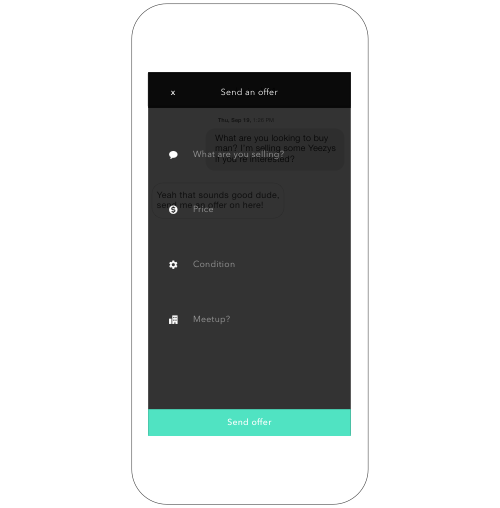 x
Send an offer
Thu, Sep 19, 1:08 PM
What are you looking to buy
man? I'm selling some Yeezys
if you're interested?
What are you selling?
Yeah that sounds good dude,
send me an offer on here!
Price
Condition
Meetup?
Send offer